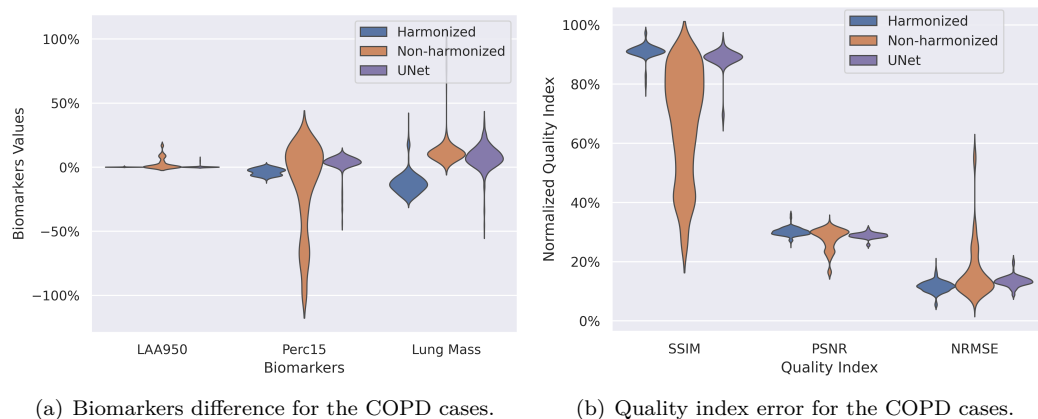 100%
50%
0%
−50%
−100%
Biomarkers Values
Harmonized
Non-harmonized
UNet
LAA950
Perc15
Lung Mass
Biomarkers
(a) Biomarkers difference for the COPD cases.
100%
80%
60%
40%
20%
0%
Normalized Quality Index
Harmonized
Non-harmonized
UNet
SSIM
PSNR
NRMSE
Quality Index
(b) Quality index error for the COPD cases.